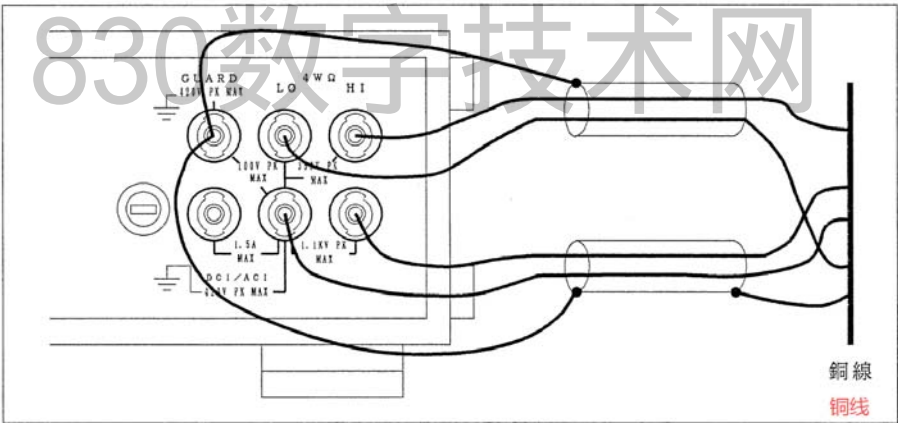 830数字技术网
GUARD
420V PK MAX
4WΩ
LO
HI
100V PK
MAX
350V PK
MAX
1.5A
MAX
1.1KV PK
MAX
DCI/ACI
420V PK MAX
銅線
铜线